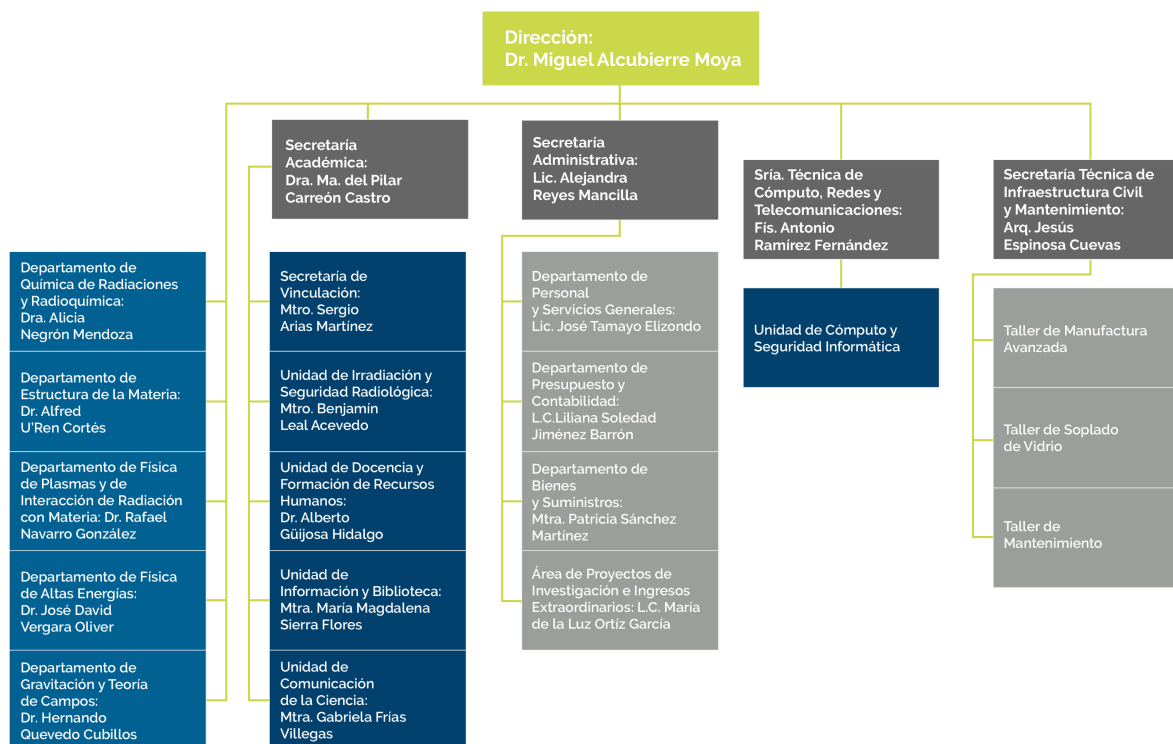 Dirección:
Dr. Miguel Alcubierre Moya
Secretaría
Académica:
Dra. Ma. del Pilar
Carreón Castro
Secretaría
Administrativa:
Lic. Alejandra
Reyes Mancilla
Sría. Técnica de
Cómputo, Redes y
Telecomunicaciones:
Fís. Antonio
Ramírez Fernández
Secretaría Técnica de
Infraestructura Civil
y Mantenimiento:
Arq. Jesús
Espinosa Cuevas
Departamento de
Química de Radiaciones
y Radioquímica:
Dra. Alicia
Negrón Mendoza
Departamento de
Estructura de la Materia:
Dr. Alfred
U'Ren Cortés
Departamento de Física
de Plasmas y de
Interacción de Radiación
con Materia: Dr. Rafael
Navarro González
Departamento de Física
de Altas Energías:
Dr. José David
Vergara Oliver
Departamento de
Gravitación y Teoría
de Campos:
Dr. Hernando
Quevedo Cubillos
Secretaría de
Vinculación:
Mtro. Sergio
Arias Martínez
Unidad de Irradiación y
Seguridad Radiológica:
Mtro. Benjamín
Leal Acevedo
Unidad de Docencia y
Formación de Recursos
Humanos:
Dr. Alberto
Güijosa Hidalgo
Unidad de
Información y Biblioteca:
Mtra. María Magdalena
Sierra Flores
Unidad de
Comunicación
de la Ciencia:
Mtra. Gabriela Frías
Villegas
Departamento de
Personal
y Servicios Generales:
Lic. José Tamayo Elizondo
Departamento de
Presupuesto y
Contabilidad:
L.C.Liliana Soledad
Jiménez Barrón
Departamento de
Bienes
y Suministros:
Mtra. Patricia Sánchez
Martínez
Área de Proyectos de
Investigación e Ingresos
Extraordinarios: L.C. María
de la Luz Ortíz García
Unidad de Cómputo y
Seguridad Informática
Taller de Manufactura
Avanzada
Taller de Soplado
de Vidrio
Taller de
Mantenimiento